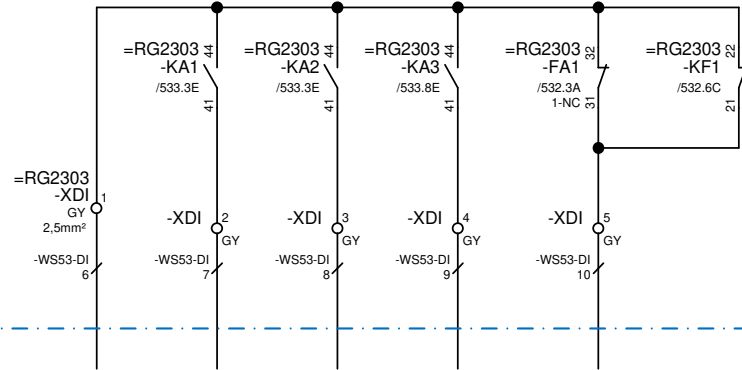 =RG2303 44
-KA1
/533.3E
41
=RG2303 44
-KA2
/533.3E
41
=RG2303 44
-KA3
/533.8E
41
=RG2303 32
-FA1
/532.3A
1-NC 31
=RG2303 22
-KF1
/532.6C
21
=RG2303
-XDI 1
GY
2,5mm²
-XDI 2
GY
-XDI 3
GY
-XDI 4
GY
-XDI 5
GY
-WS53-DI
6
-WS53-DI
7
-WS53-DI
8
-WS53-DI
9
-WS53-DI
10